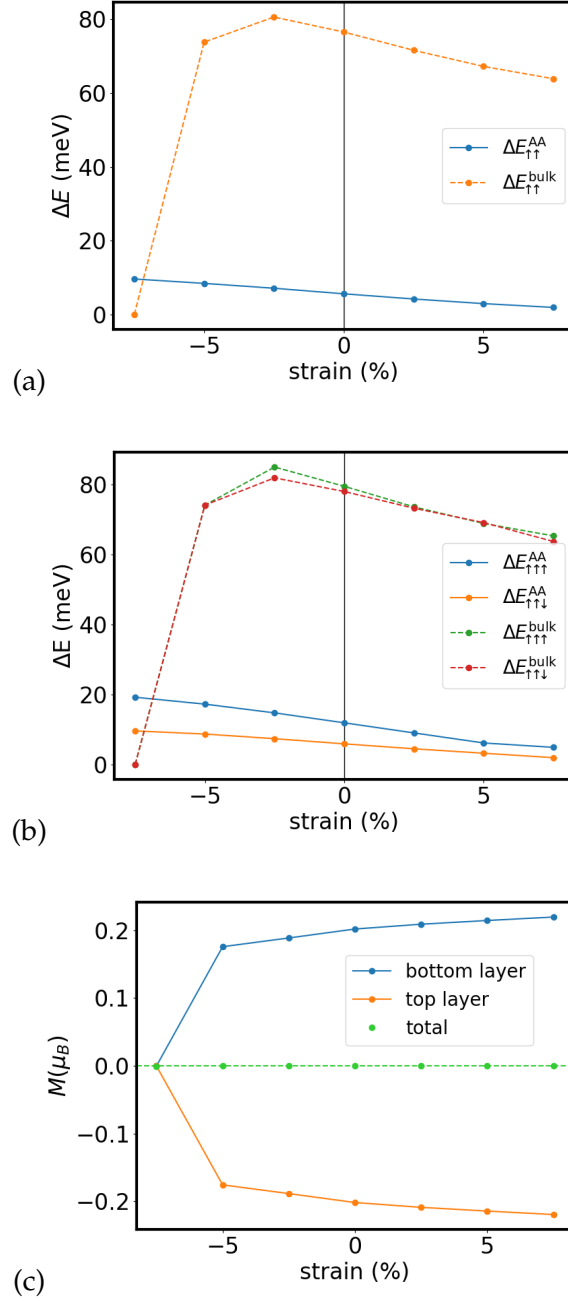 80
60
40
20
0
ΔE (meV)
ΔE↑↑^AA
ΔE↑↑^bulk
−5
0
5
strain (%)
(a)
80
60
40
20
0
ΔE (meV)
ΔE↑↑↑^AA
ΔE↑↑↓^AA
ΔE↑↑↑^bulk
ΔE↑↑↓^bulk
−5
0
5
strain (%)
(b)
0.2
0.1
0.0
−0.1
−0.2
M(μ_B)
bottom layer
top layer
total
−5
0
5
strain (%)
(c)